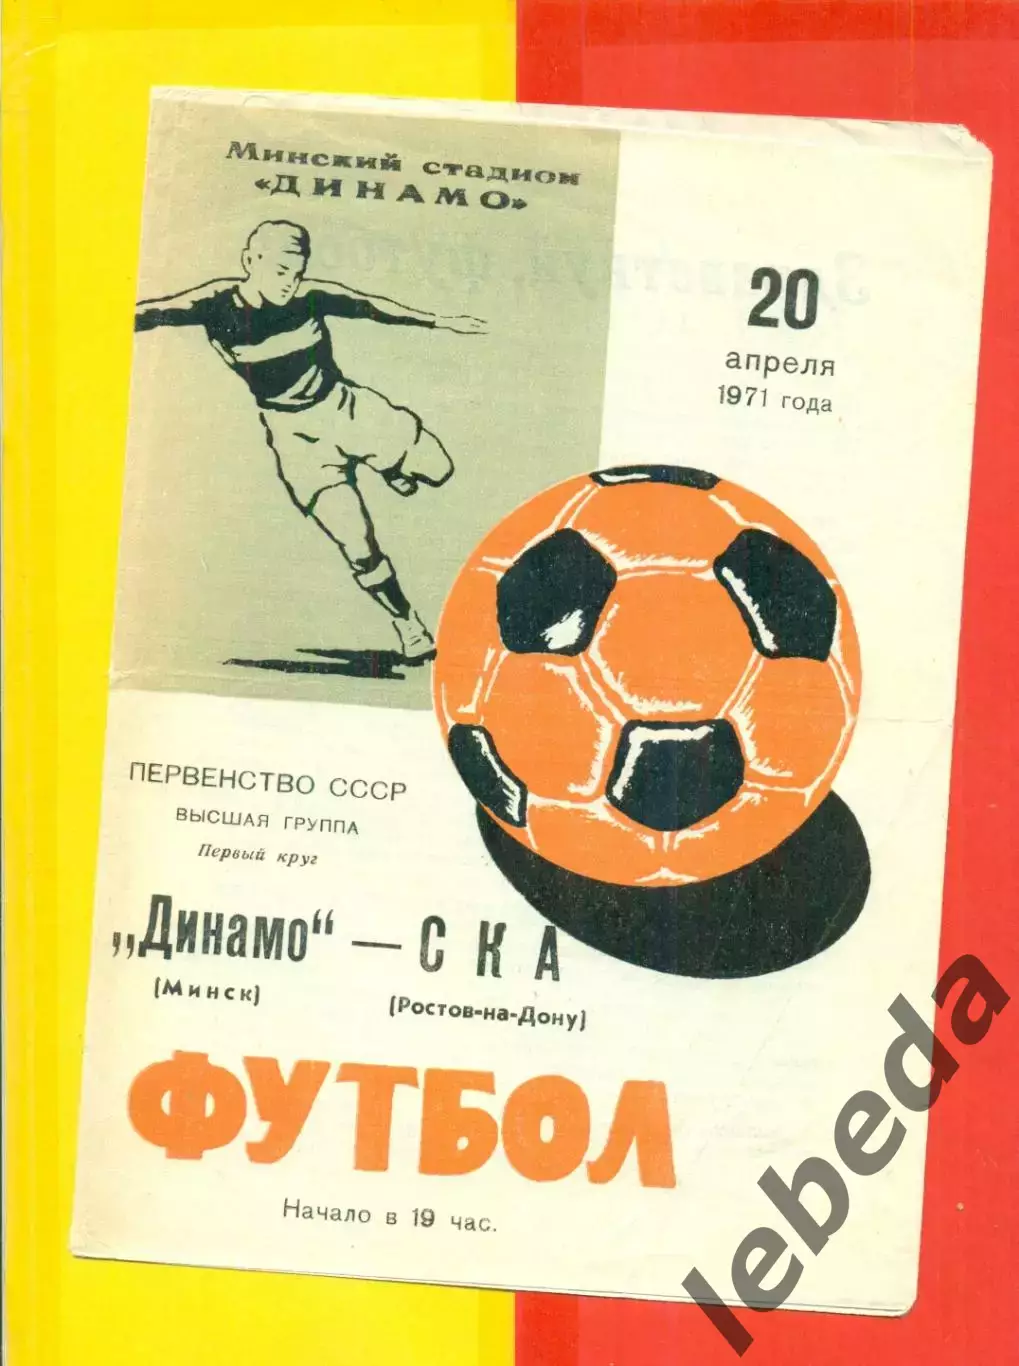 Минский стадион
«ДИНАМО»
20
апреля
1971 года
ПЕРВЕНСТВО СССР
ВЫСШАЯ ГРУППА
Первый круг
„Динамо“ — СКА
(Минск)
(Ростов-на-Дону)
ФУТБОЛ
Начало в 19 час.
lebeda